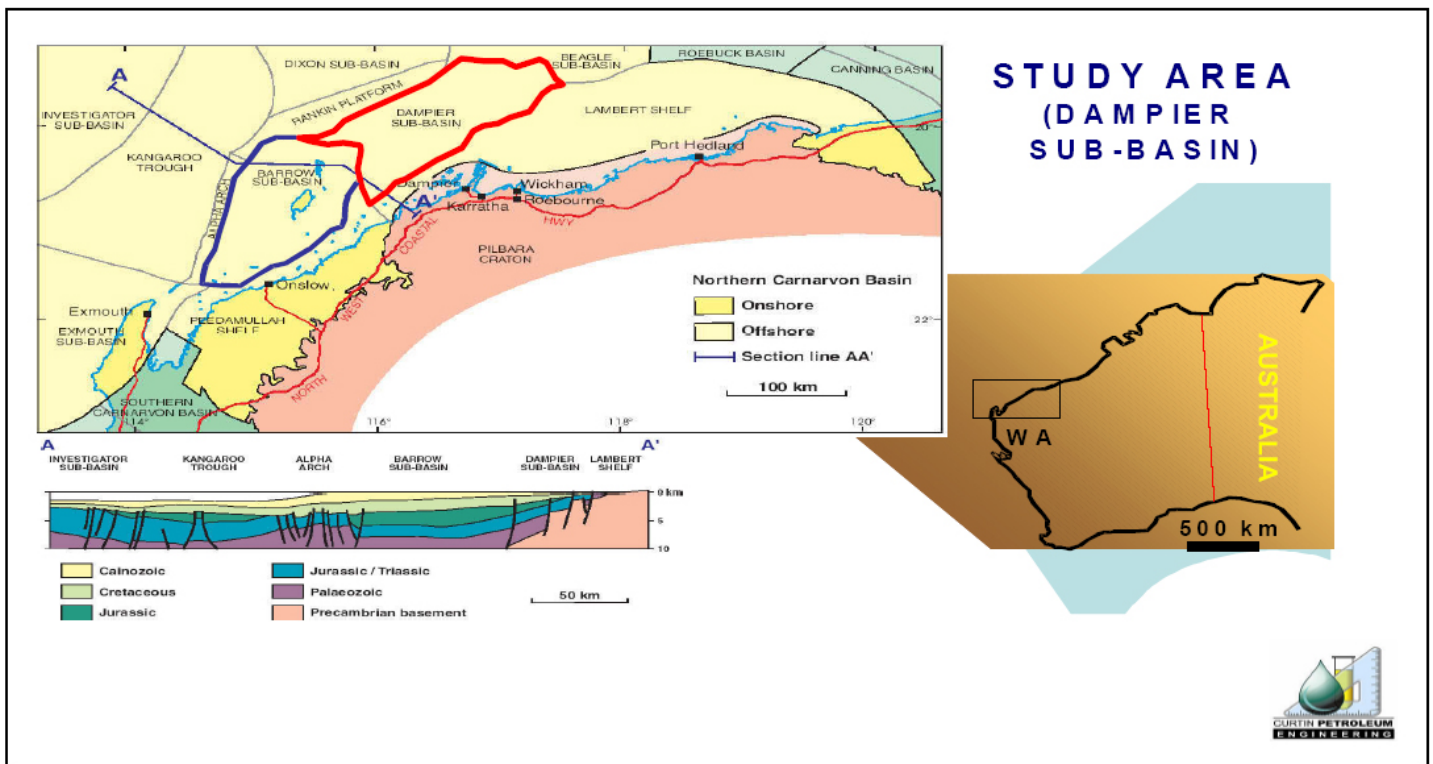 STUDY AREA
(DAMPIER
SUB-BASIN)
A
DIXON SUB-BASIN
BEAGLE
SUB-BASIN
ROEBUCK BASIN
CANNING BASIN
RANKIN PLATFORM
INVESTIGATOR
SUB-BASIN
DAMPIER
SUB-BASIN
LAMBERT SHELF
20°
KANGAROO
TROUGH
BARROW
SUB-BASIN
ALPHA ARCH
Port Hedland
Dampier
Wickham
Karratha
Roebourne
A'
HWY
COASTAL
WEST
NORTH
PILBARA
CRATON
Onslow
Exmouth
EXMOUTH
SUB-BASIN
PEEDAMULLAH
SHELF
22°
SOUTHERN
CARNARVON BASIN
Northern Carnarvon Basin
Onshore
Offshore
Section line AA'
100 km
114°
116°
118°
120°
A
A'
INVESTIGATOR
SUB-BASIN
KANGAROO
TROUGH
ALPHA
ARCH
BARROW
SUB-BASIN
DAMPIER
SUB-BASIN
LAMBERT
SHELF
0 km
5
10
Cainozoic
Cretaceous
Jurassic
Jurassic / Triassic
Palaeozoic
Precambrian basement
50 km
WA
AUSTRALIA
500 km
CURTIN PETROLEUM
ENGINEERING